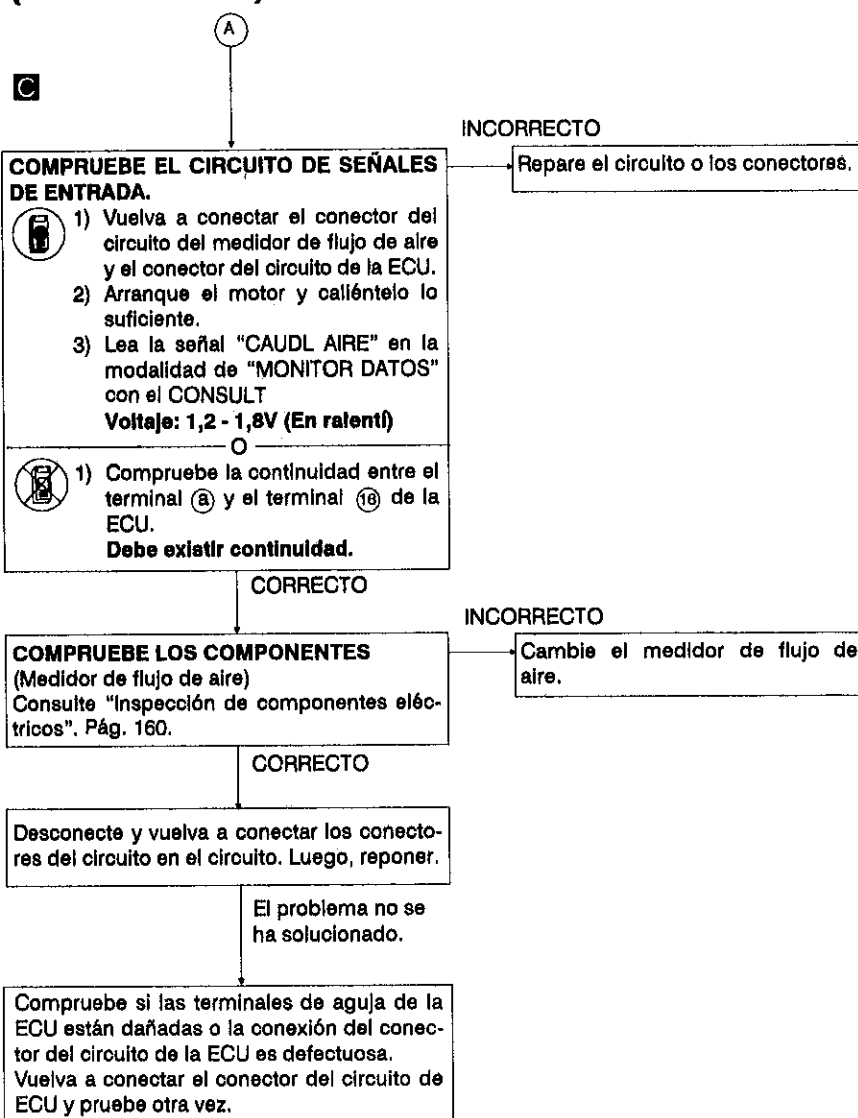 A
C
INCORRECTO
COMPRUEBE EL CIRCUITO DE SEÑALES
DE ENTRADA.
1) Vuelva a conectar el conector del
circuito del medidor de flujo de aire
y el conector del circuito de la ECU.
2) Arranque el motor y caliéntelo lo
suficiente.
3) Lea la señal "CAUDL AIRE" en la
modalidad de "MONITOR DATOS"
con el CONSULT
Voltaje: 1,2 - 1,8V (En ralentí)
O
1) Compruebe la continuidad entre el
terminal a y el terminal 16 de la
ECU.
Debe existir continuidad.
Repare el circuito o los conectores.
CORRECTO
INCORRECTO
COMPRUEBE LOS COMPONENTES
(Medidor de flujo de aire)
Consulte "Inspección de componentes eléc-
tricos". Pág. 160.
Cambie el medidor de flujo de
aire.
CORRECTO
Desconecte y vuelva a conectar los conecto-
res del circuito en el circuito. Luego, reponer.
El problema no se
ha solucionado.
Compruebe si las terminales de aguja de la
ECU están dañadas o la conexión del conec-
tor del circuito de la ECU es defectuosa.
Vuelva a conectar el conector del circuito de
ECU y pruebe otra vez.